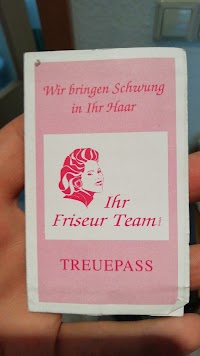 Wir bringen Schwung
in Ihr Haar
Ihr
Friseur Team!
TREUEPASS